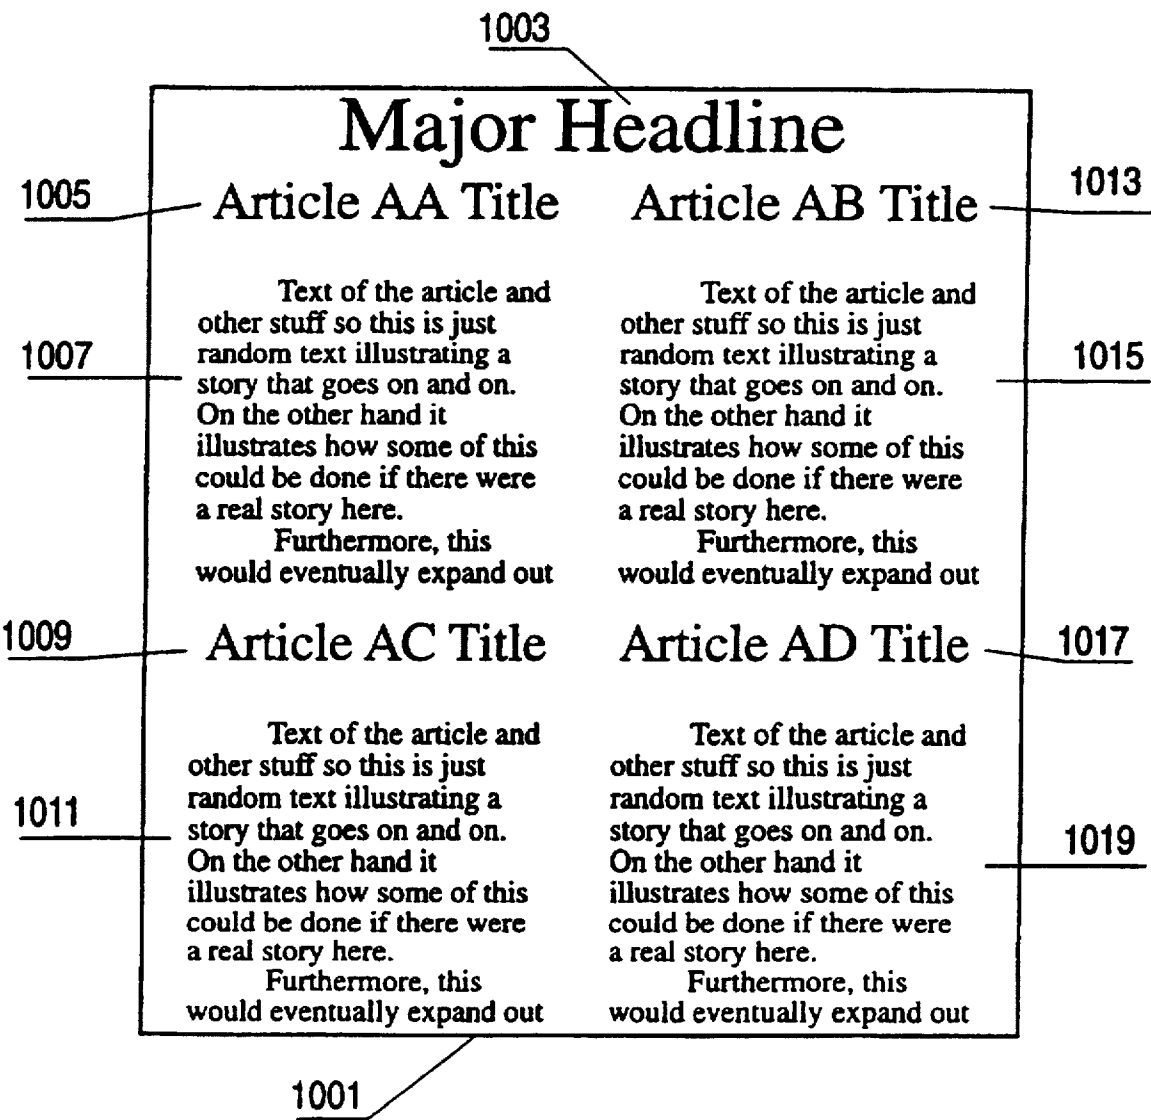 1003
Major Headline
1005
Article AA Title
1007
Text of the article and
other stuff so this is just
random text illustrating a
story that goes on and on.
On the other hand it
illustrates how some of this
could be done if there were
a real story here.
Furthermore, this
would eventually expand out
1013
Article AB Title
1015
Text of the article and
other stuff so this is just
random text illustrating a
story that goes on and on.
On the other hand it
illustrates how some of this
could be done if there were
a real story here.
Furthermore, this
would eventually expand out
1009
Article AC Title
1011
Text of the article and
other stuff so this is just
random text illustrating a
story that goes on and on.
On the other hand it
illustrates how some of this
could be done if there were
a real story here.
Furthermore, this
would eventually expand out
1017
Article AD Title
1019
Text of the article and
other stuff so this is just
random text illustrating a
story that goes on and on.
On the other hand it
illustrates how some of this
could be done if there were
a real story here.
Furthermore, this
would eventually expand out
1001